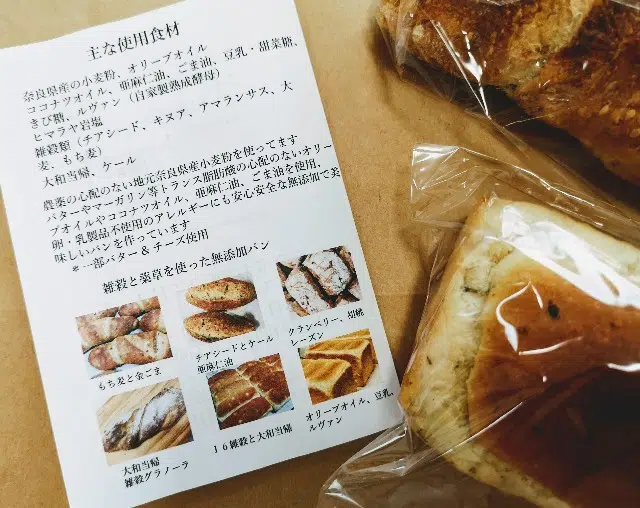 主な使用食材
奈良県産の小麦粉、オリーブオイル
ココナツオイル、亜麻仁油、ごま油、豆乳・甜菜糖、
きび糖、ルヴァン（自家製熟成酵母）
ヒマラヤ岩塩
雑穀類（チアシード、キヌア、アマランサス、大
麦、もち麦）
大和当帰、ケール
農薬の心配のない地元奈良県産小麦粉を使ってます
バターやマーガリン等トランス脂肪酸の心配のないオリー
ブオイルやココナツオイル、亜麻仁油、ごま油を使用、
卵・乳製品不使用のアレルギーにも安心安全な無添加で美
味しいパンを作っています
＊一部バター＆チーズ使用
雑穀と薬草を使った無添加パン
もち麦と金ごま
チアシードとケール
亜麻仁油
クランベリー、胡桃
レーズン
大和当帰
雑穀グラノーラ
１６雑穀と大和当帰
オリーブオイル、豆乳、
ルヴァン